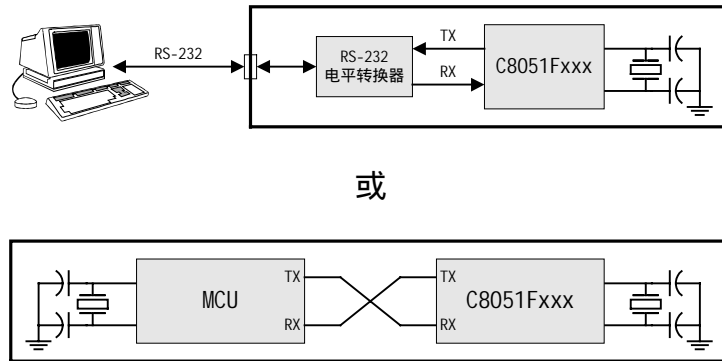 RS-232
RS-232
电平转换器
TX
RX
C8051Fxxx
或
MCU
TX
RX
TX
RX
C8051Fxxx